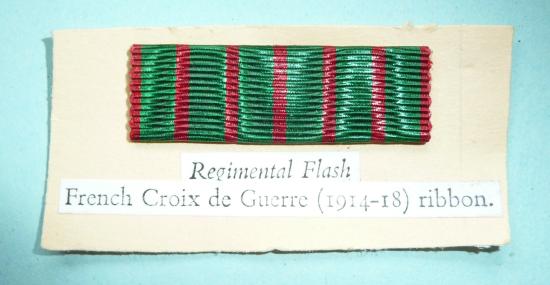 Regimental Flash
French Croix de Guerre (1914-18) ribbon.